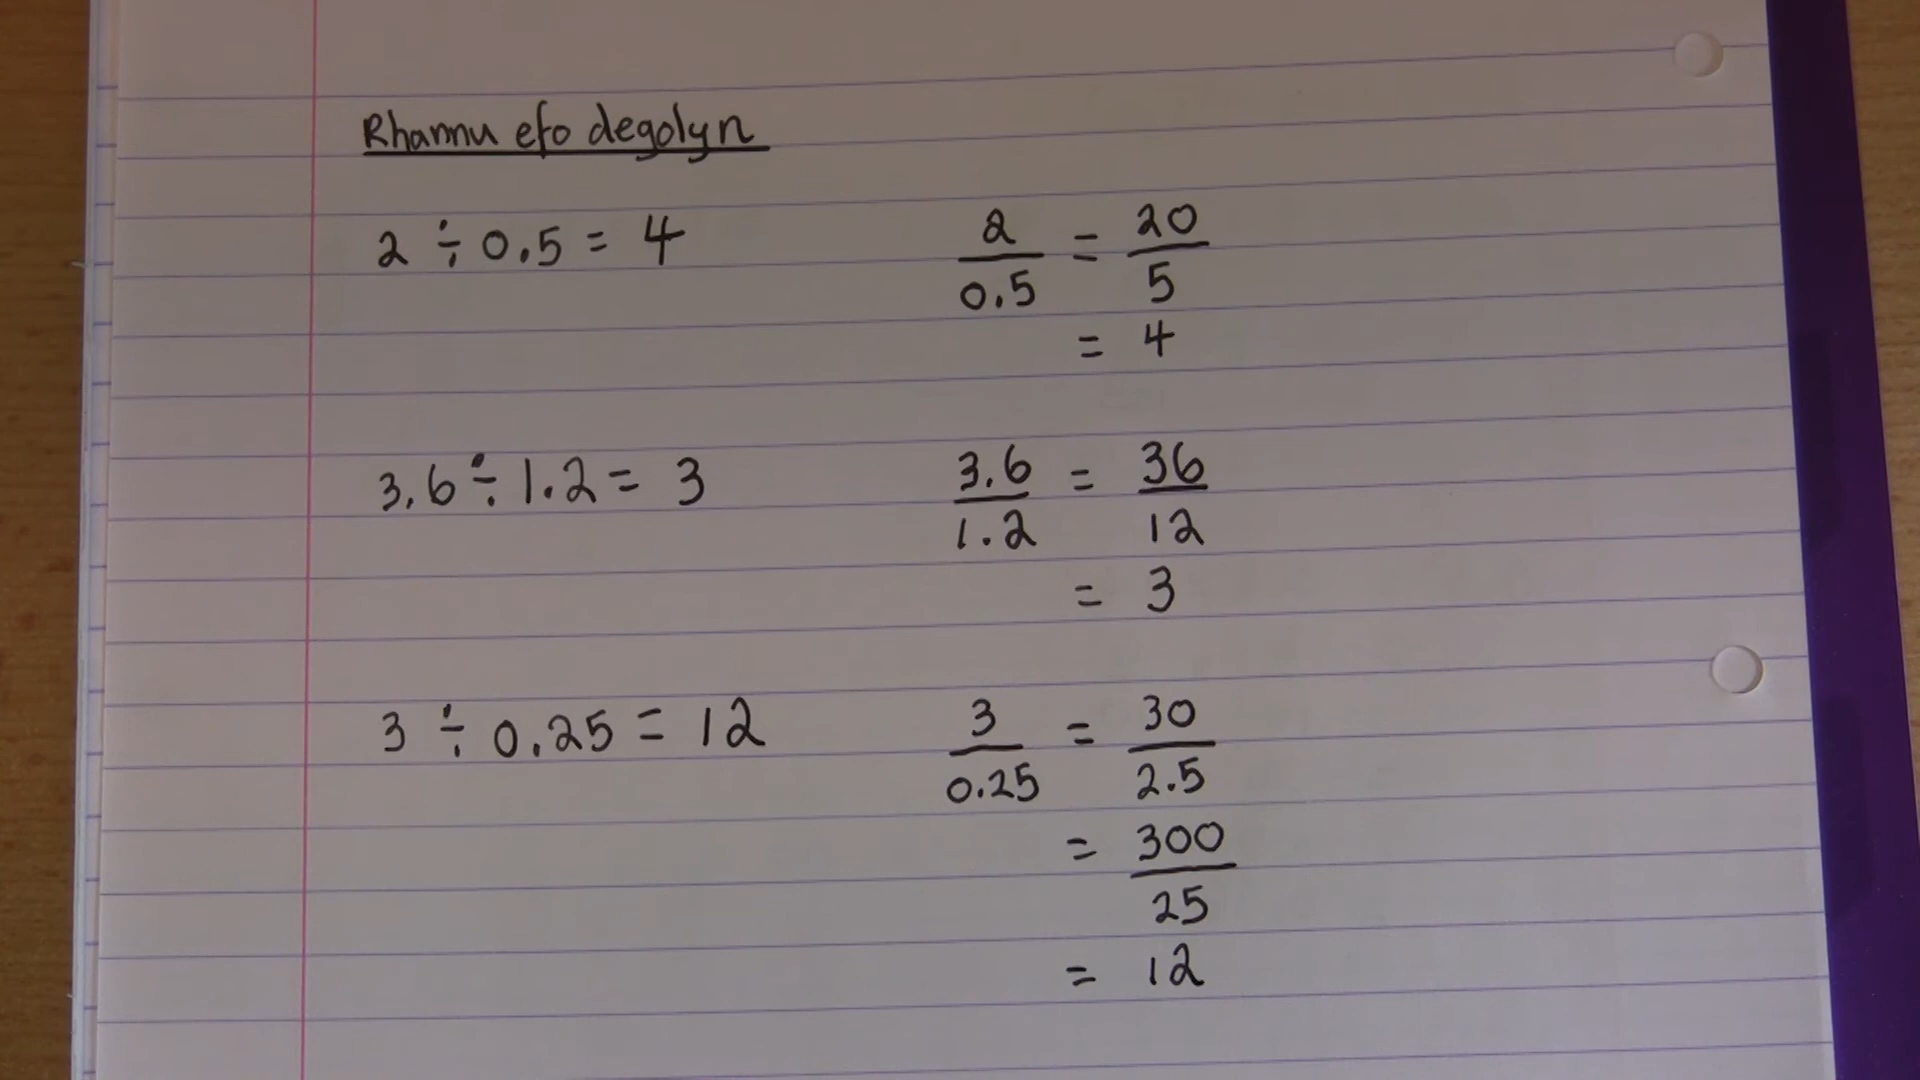 Rhannu efo degolyn
2 ÷ 0.5 = 4
2/0.5 = 20/5
= 4
3.6 ÷ 1.2 = 3
3.6/1.2 = 36/12
= 3
3 ÷ 0.25 = 12
3/0.25 = 30/2.5
= 300/25
= 12